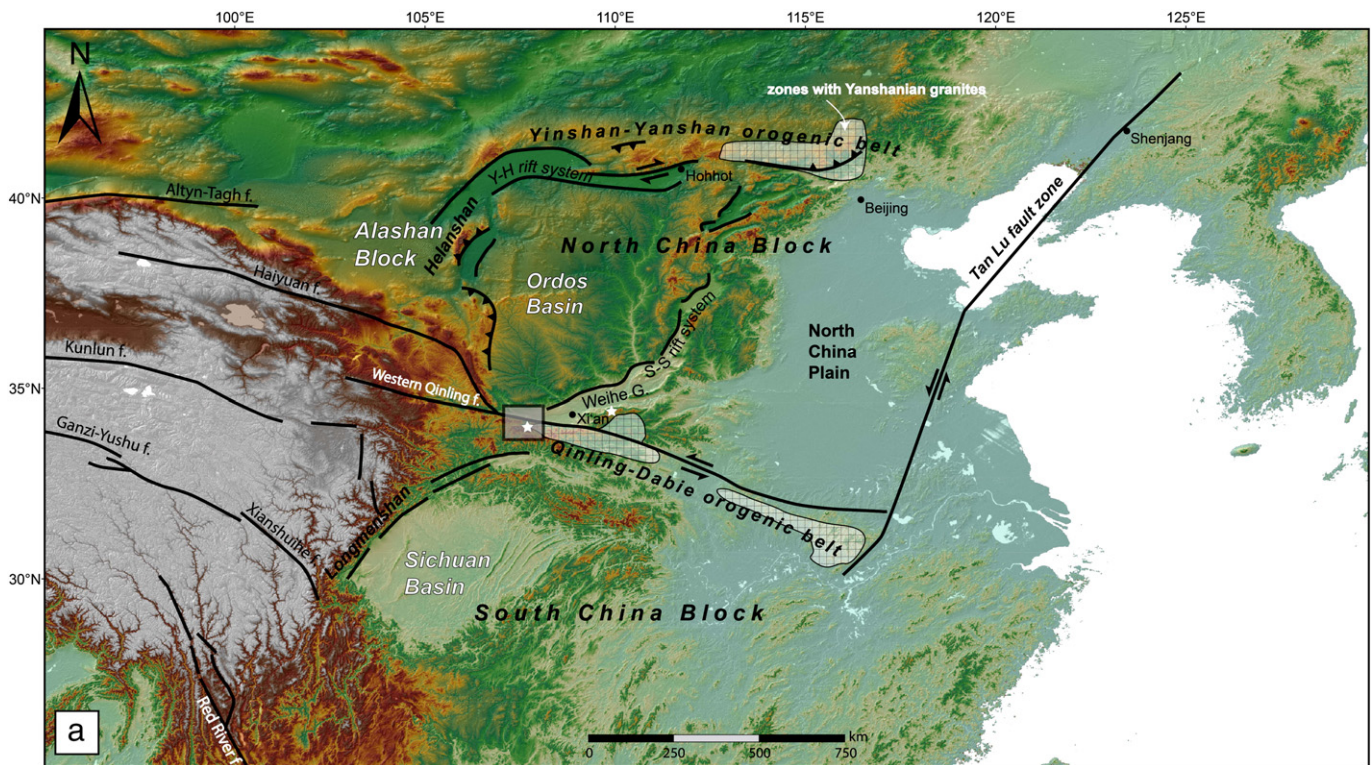 100°E
105°E
110°E
115°E
120°E
125°E
N
zones with Yanshanian granites
Yinshan-Yanshan orogenic belt
Shenjang
Y-H rift system
Hohhot
40°N
Altyn-Tagh f.
Beijing
Alashan
Block
Helanshan
North China Block
Tan Lu fault zone
Haiyuan f.
Ordos
Basin
S-S rift system
North
China
Plain
Kunlun f.
35°N
Western Qinling f.
Weihe G.
Xi'an
Ganzi-Yushu f.
Qinling-Dabie orogenic belt
Xianshuihe f.
Longmenshan
Sichuan
Basin
30°N
South China Block
Red River f.
a
0
250
500
750
km